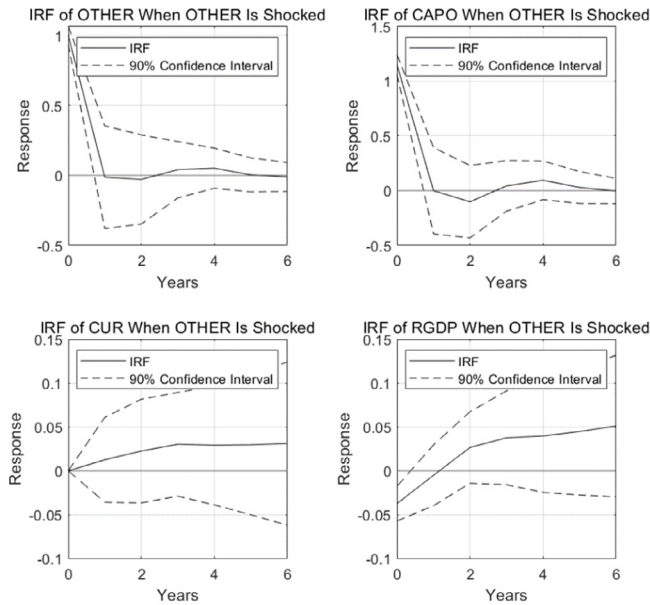 IRF of OTHER When OTHER Is Shocked
1
0.5
0
-0.5
Response
IRF
90% Confidence Interval
0
2
4
6
Years
IRF of CAPO When OTHER Is Shocked
1.5
1
0.5
0
-0.5
Response
IRF
90% Confidence Interval
0
2
4
6
Years
IRF of CUR When OTHER Is Shocked
0.15
0.1
0.05
0
-0.05
-0.1
Response
IRF
90% Confidence Interval
0
2
4
6
Years
IRF of RGDP When OTHER Is Shocked
0.15
0.1
0.05
0
-0.05
-0.1
Response
IRF
90% Confidence Interval
0
2
4
6
Years